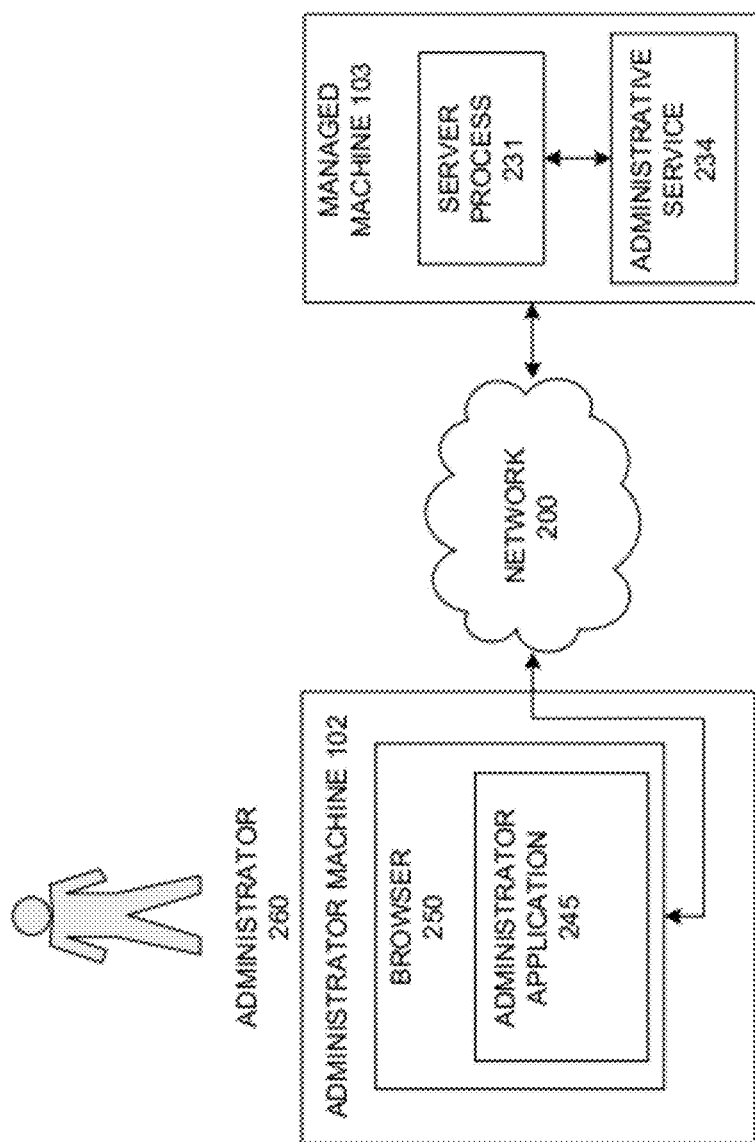 ADMINISTRATOR
260
ADMINISTRATOR MACHINE 102
BROWSER
250
ADMINISTRATOR
APPLICATION
245
NETWORK
200
MANAGED
MACHINE 103
SERVER
PROCESS
231
ADMINISTRATIVE
SERVICE
234